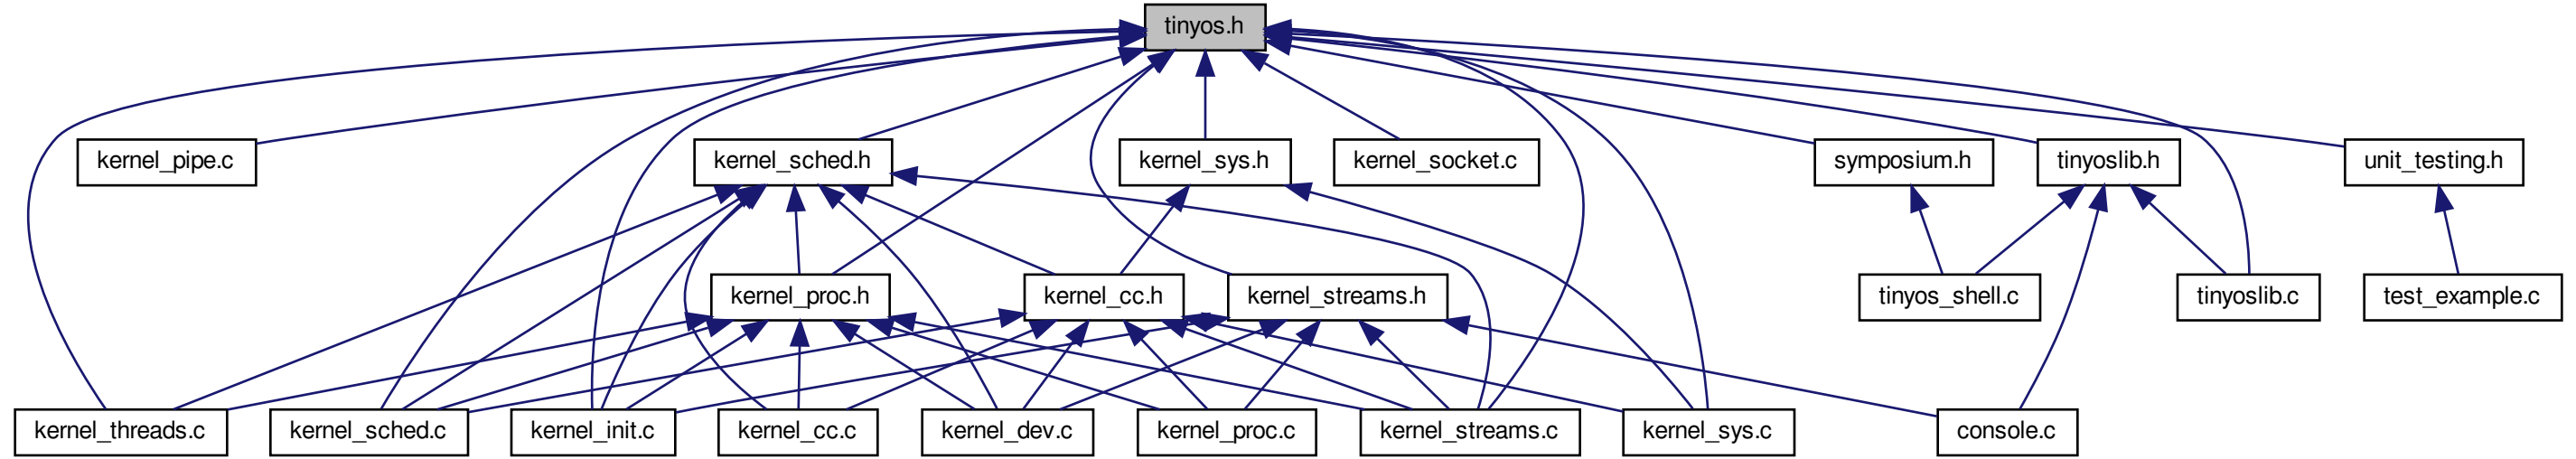 tinyos.h
kernel_pipe.c
kernel_sched.h
kernel_sys.h
kernel_socket.c
symposium.h
tinyoslib.h
unit_testing.h
kernel_proc.h
kernel_cc.h
kernel_streams.h
tinyos_shell.c
tinyoslib.c
test_example.c
kernel_threads.c
kernel_sched.c
kernel_init.c
kernel_cc.c
kernel_dev.c
kernel_proc.c
kernel_streams.c
kernel_sys.c
console.c